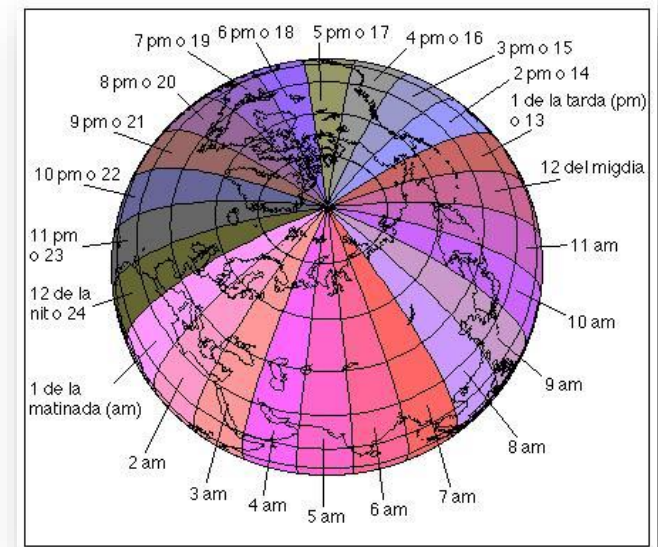 5 pm o 17
4 pm o 16
3 pm o 15
2 pm o 14
1 de la tarda (pm)
o 13
12 del migdia
11 am
10 am
9 am
8 am
7 am
6 am
5 am
4 am
3 am
2 am
1 de la
matinada (am)
12 de la
nit o 24
11 pm
o 23
10 pm o 22
9 pm o 21
8 pm o 20
7 pm o 19
6 pm o 18